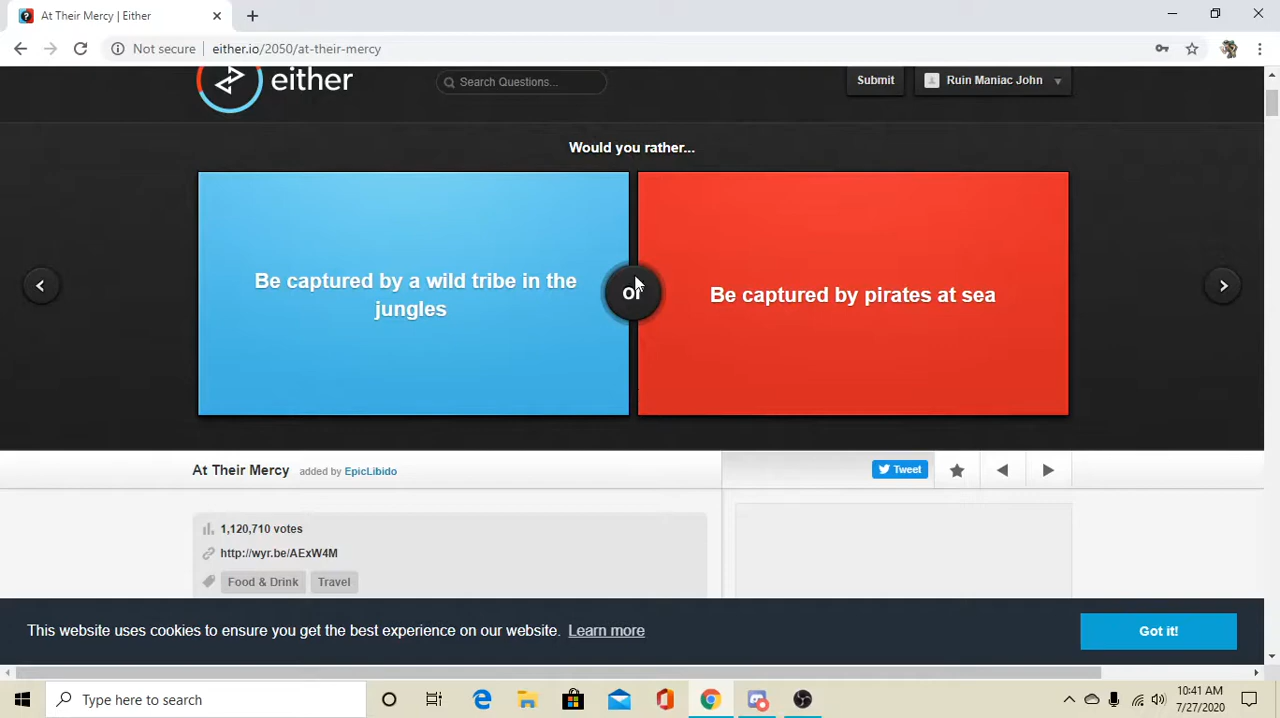 At Their Mercy | Either
Not secure
either.io/2050/at-their-mercy
either
Search Questions...
Submit
Ruin Maniac John
Would you rather...
Be captured by a wild tribe in the
jungles
or
Be captured by pirates at sea
At Their Mercy added by EpicLibido
Tweet
1,120,710 votes
http://wyr.be/AExW4M
Food & Drink Travel
This website uses cookies to ensure you get the best experience on our website. Learn more
Got it!
Type here to search
10:41 AM
7/27/2020